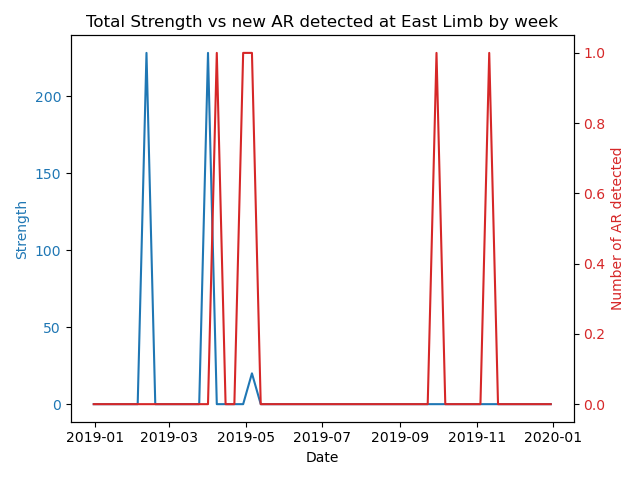 Total Strength vs new AR detected at East Limb by week
Strength
200
150
100
50
0
1.0
0.8
0.6
0.4
0.2
0.0
Number of AR detected
2019-01 2019-03 2019-05 2019-07 2019-09 2019-11 2020-01
Date